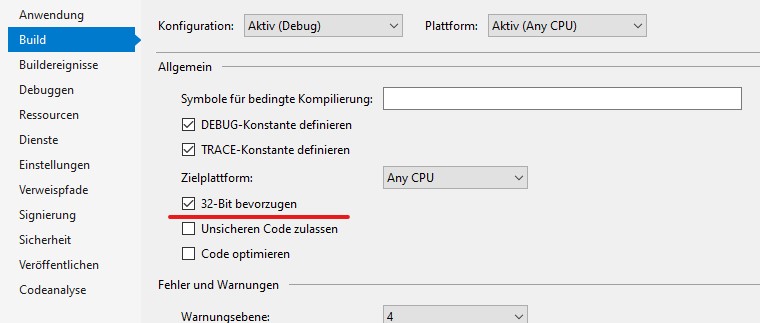 Anwendung
Build
Buildereignisse
Debuggen
Ressourcen
Dienste
Einstellungen
Verweispfade
Signierung
Sicherheit
Veröffentlichen
Codeanalyse
Konfiguration: Aktiv (Debug) Plattform: Aktiv (Any CPU)
Allgemein
Symbole für bedingte Kompilierung:
DEBUG-Konstante definieren
TRACE-Konstante definieren
Zielplattform: Any CPU
32-Bit bevorzugen
Unsicheren Code zulassen
Code optimieren
Fehler und Warnungen
Warnungsebene: 4